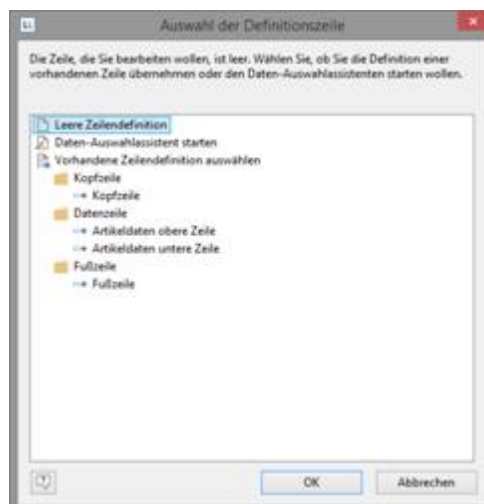 Auswahl der Definitionszeile
Die Zeile, die Sie bearbeiten wollen, ist leer. Wählen Sie, ob Sie die Definition einer
vorhandenen Zeile übernehmen oder den Daten-Auswahlassistenten starten wollen.
Leere Zeilendefinition
Daten-Auswahlassistent starten
Vorhandene Zeilendefinition auswählen
Kopfzeile
Kopfzeile
Datenzeile
Artikeldaten obere Zeile
Artikeldaten untere Zeile
Fußzeile
Fußzeile
OK Abbrechen